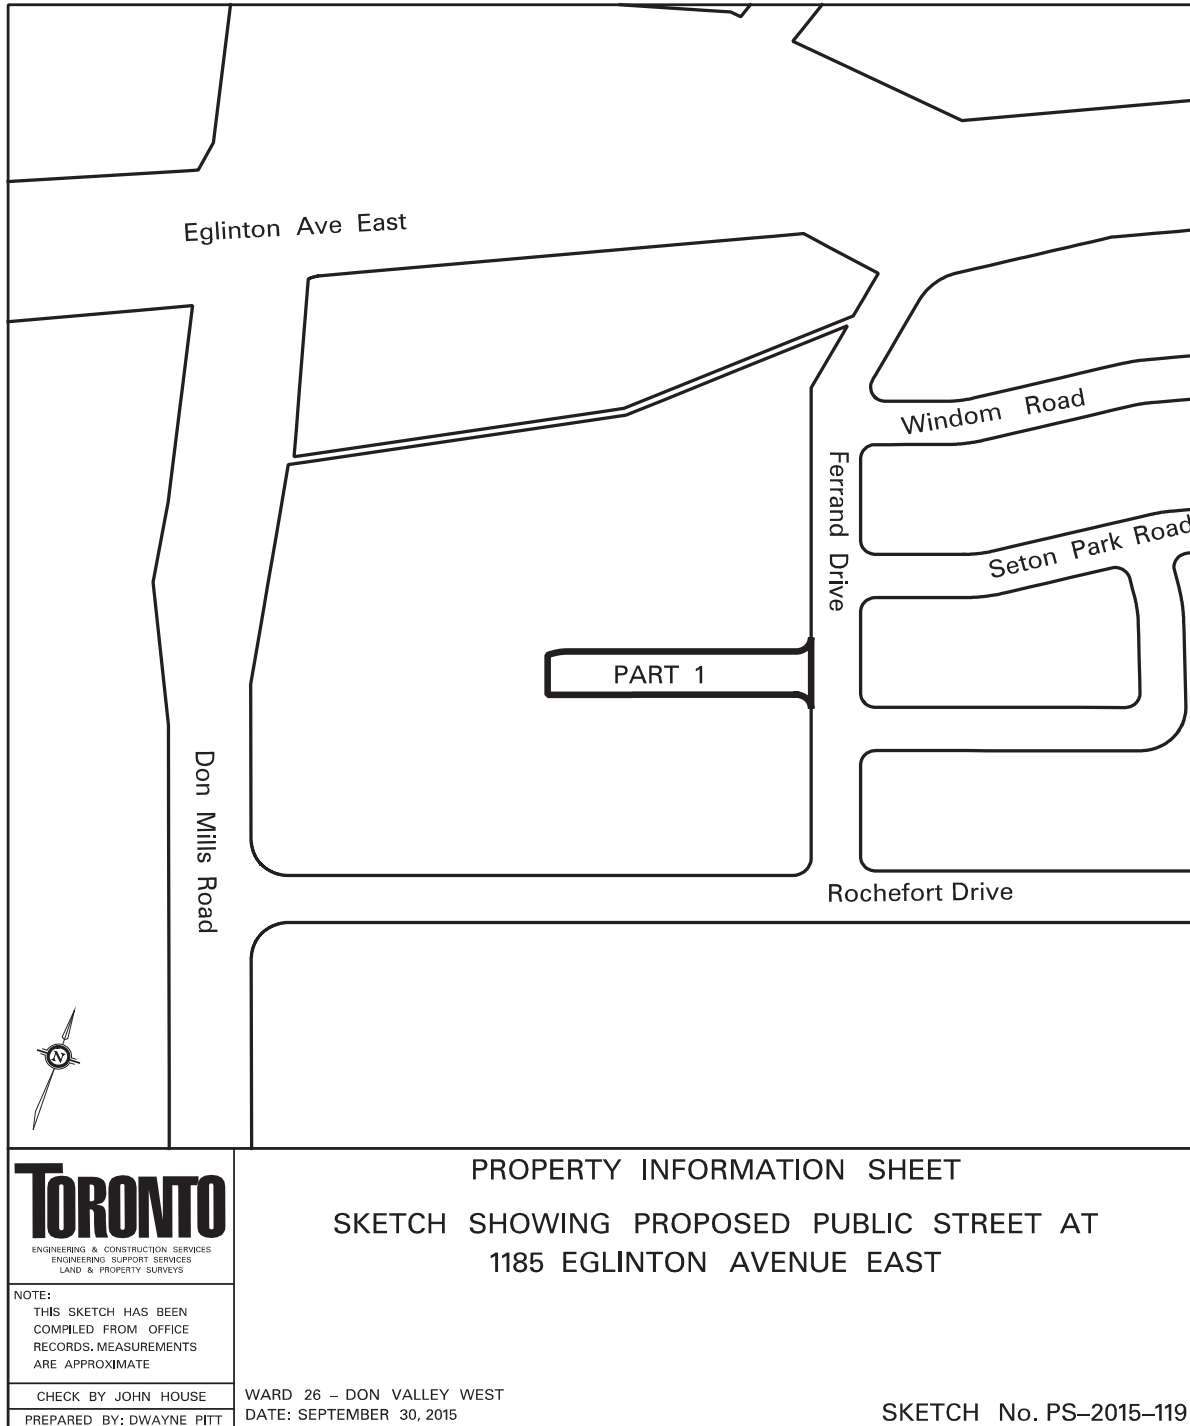 Eglinton Ave East
Windom Road
Ferrand Drive
Seton Park Road
PART 1
Don Mills Road
Rochefort Drive
N
TORONTO
ENGINEERING & CONSTRUCTION SERVICES
ENGINEERING SUPPORT SERVICES
LAND & PROPERTY SURVEYS
NOTE:
THIS SKETCH HAS BEEN
COMPILED FROM OFFICE
RECORDS. MEASUREMENTS
ARE APPROXIMATE
CHECK BY JOHN HOUSE
PREPARED BY: DWAYNE PITT
PROPERTY INFORMATION SHEET
SKETCH SHOWING PROPOSED PUBLIC STREET AT
1185 EGLINTON AVENUE EAST
WARD 26 – DON VALLEY WEST
DATE: SEPTEMBER 30, 2015
SKETCH No. PS–2015–119